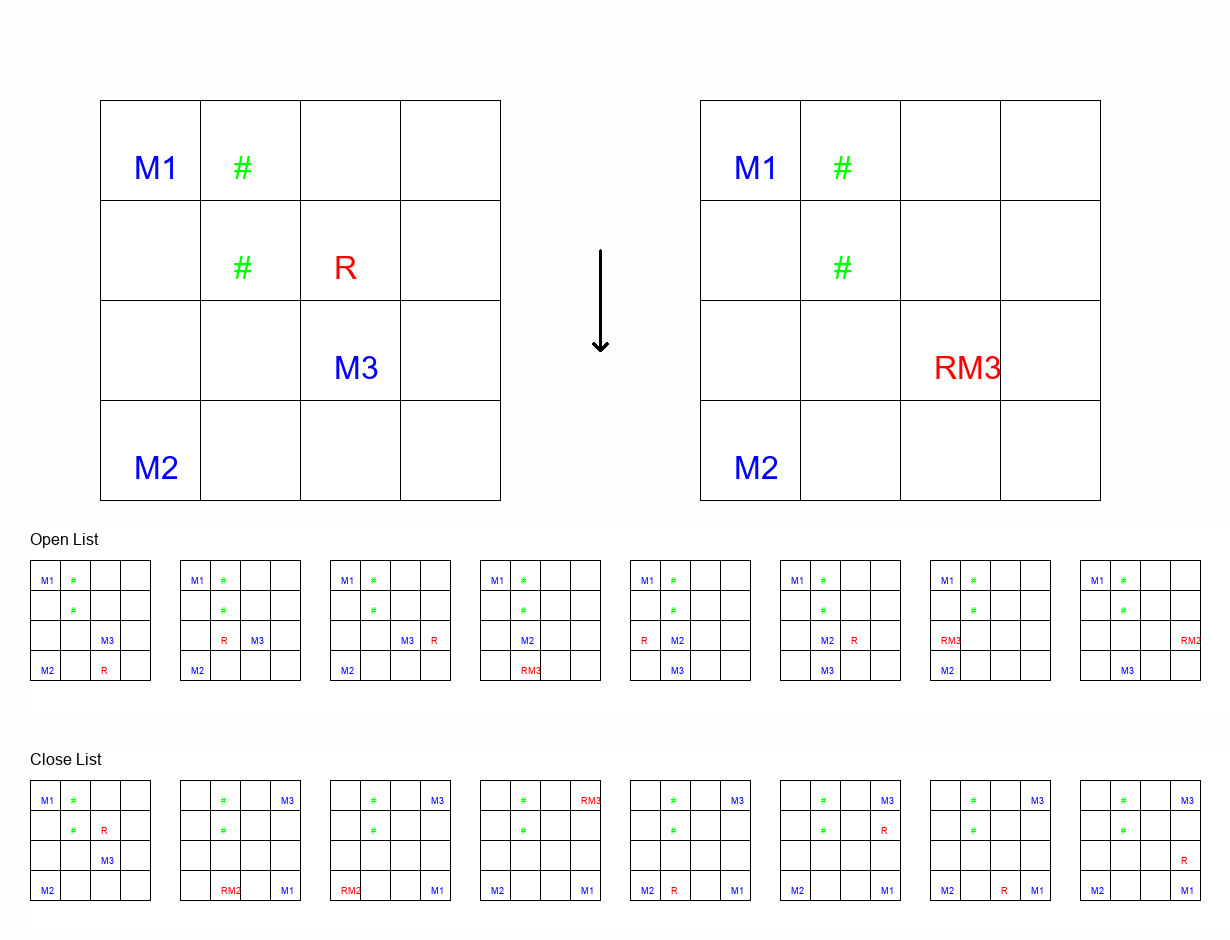 M1 # M1 #
# R #
M3 RM3
M2 M2
Open List
M1 # M1 # M1 # M1 # M1 # M1 # M1 # M1 #
# # # # # # # #
M3 R M3 M3 R M2 R M2 M2 R RM3 RM2
M2 R M2 M2 RM3 M3 M3 M2 M3
Close List
M1 # # M3 # M3 # RM3 # M3 # M3 # M3 # M3
# R # # # # # R # #
M3 R
M2 RM2 M1 RM2 M1 M2 M1 M2 R M1 M2 M1 M2 R M1 M2 M1